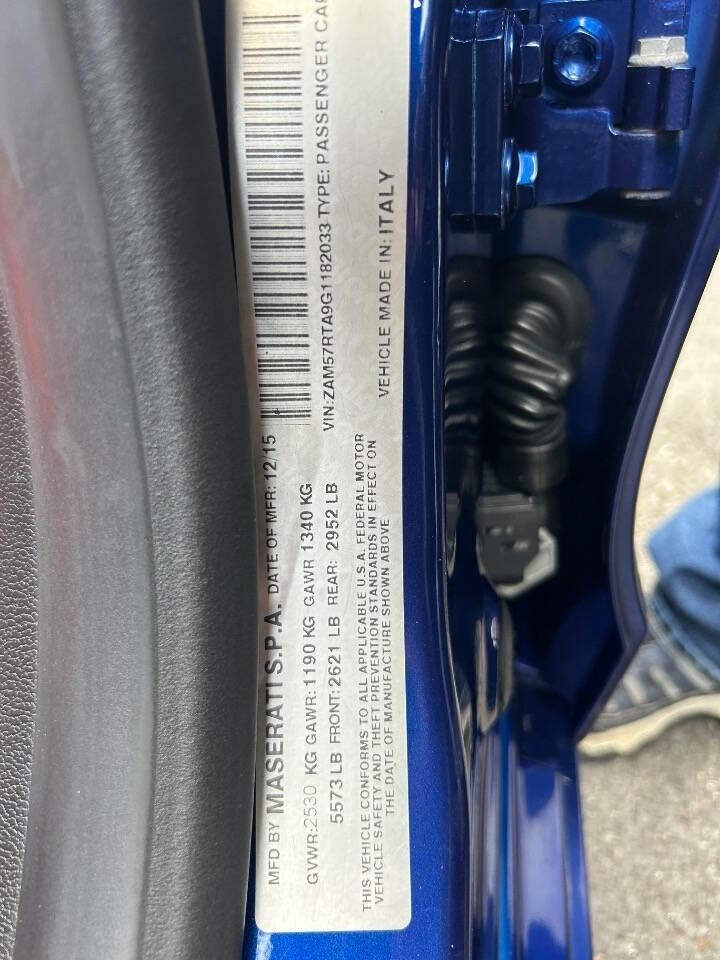 MFD BY MASERATI S.P.A. DATE OF MFR: 12/15
GVWR:2530 KG GAWR: 1190 KG GAWR 1340 KG
5573 LB FRONT: 2621 LB REAR: 2952 LB
VIN:ZAM57RTA9G1182033 TYPE: PASSENGER CAR
VEHICLE MADE IN: ITALY
THIS VEHICLE CONFORMS TO ALL APPLICABLE U.S.A. FEDERAL MOTOR
VEHICLE SAFETY AND THEFT PREVENTION STANDARDS IN EFFECT ON
THE DATE OF MANUFACTURE SHOWN ABOVE